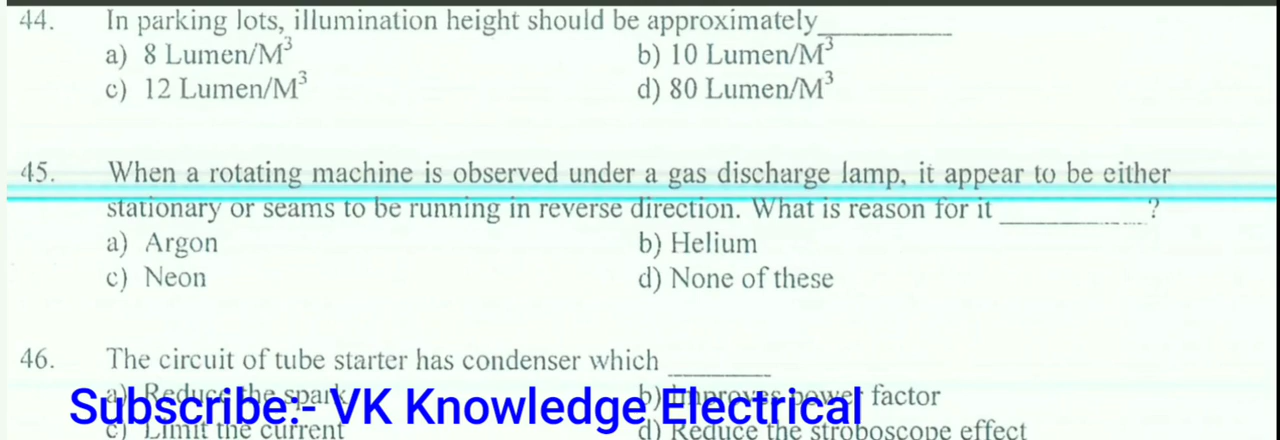 44. In parking lots, illumination height should be approximately__________
a) 8 Lumen/M³ b) 10 Lumen/M³
c) 12 Lumen/M³ d) 80 Lumen/M³
45. When a rotating machine is observed under a gas discharge lamp, it appear to be either
stationary or seams to be running in reverse direction. What is reason for it __________?
a) Argon b) Helium
c) Neon d) None of these
46. The circuit of tube starter has condenser which ________
a) Reduce the spark b) Improves power factor
Subscribe:- VK Knowledge Electrical
c) Limit the current d) Reduce the stroboscope effect